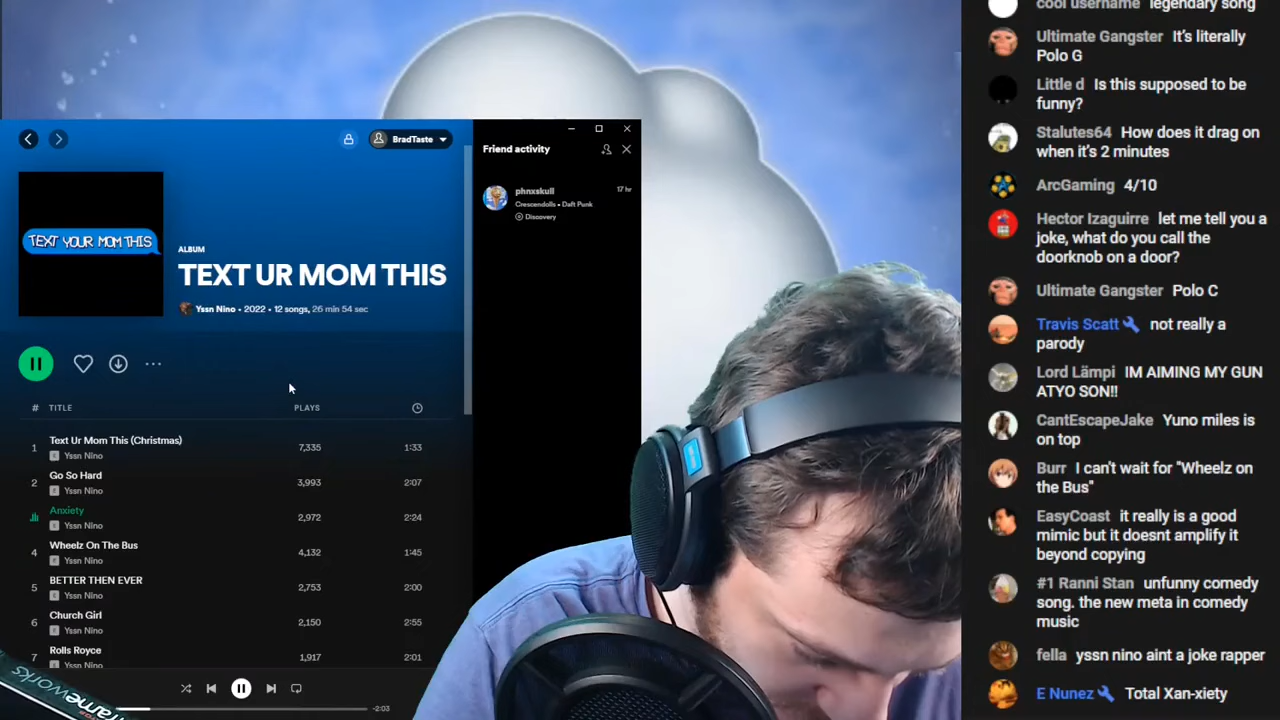 BradTaste
TEXT YOUR MOM THIS
ALBUM
TEXT UR MOM THIS
Yssn Nino • 2022 • 12 songs, 26 min 54 sec
# TITLE PLAYS
1 Text Ur Mom This (Christmas) 7,335 1:33
E Yssn Nino
2 Go So Hard 3,993 2:07
E Yssn Nino
Anxiety 2,972 2:24
E Yssn Nino
4 Wheelz On The Bus 4,132 1:45
E Yssn Nino
5 BETTER THEN EVER 2,753 2:00
E Yssn Nino
6 Church Girl 2,150 2:55
E Yssn Nino
7 Rolls Royce 1,917 2:01
E Yssn Nino
-2:03
Friend activity
phnxskull 17 hr
Crescendolls • Daft Punk
Discovery
cool username legendary song
Ultimate Gangster It's literally
Polo G
Little d Is this supposed to be
funny?
Stalutes64 How does it drag on
when it's 2 minutes
ArcGaming 4/10
Hector Izaguirre let me tell you a
joke, what do you call the
doorknob on a door?
Ultimate Gangster Polo C
Travis Scatt not really a
parody
Lord Lämpi IM AIMING MY GUN
ATYO SON!!
CantEscapeJake Yuno miles is
on top
Burr I can't wait for "Wheelz on
the Bus"
EasyCoast it really is a good
mimic but it doesnt amplify it
beyond copying
#1 Ranni Stan unfunny comedy
song. the new meta in comedy
music
fella yssn nino aint a joke rapper
E Nunez Total Xan-xiety